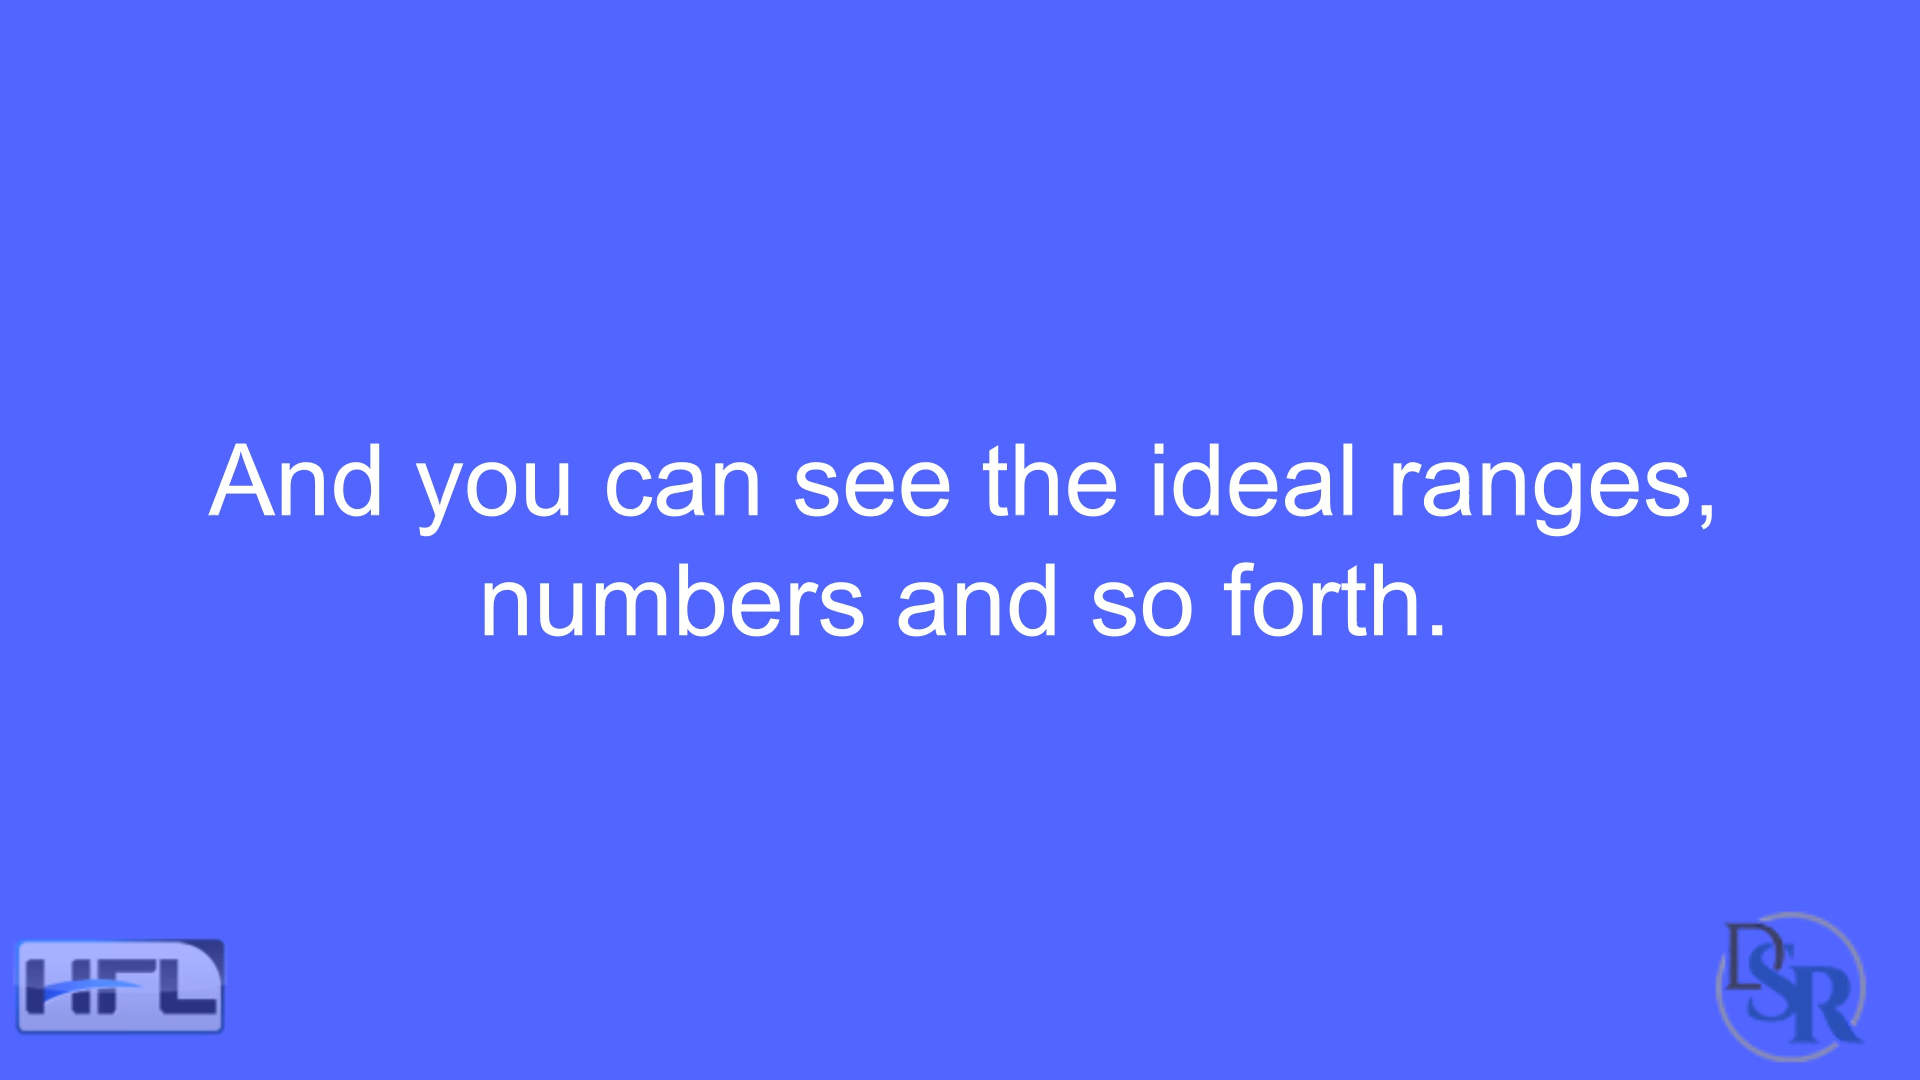 And you can see the ideal ranges,
numbers and so forth.
HFL
DSR